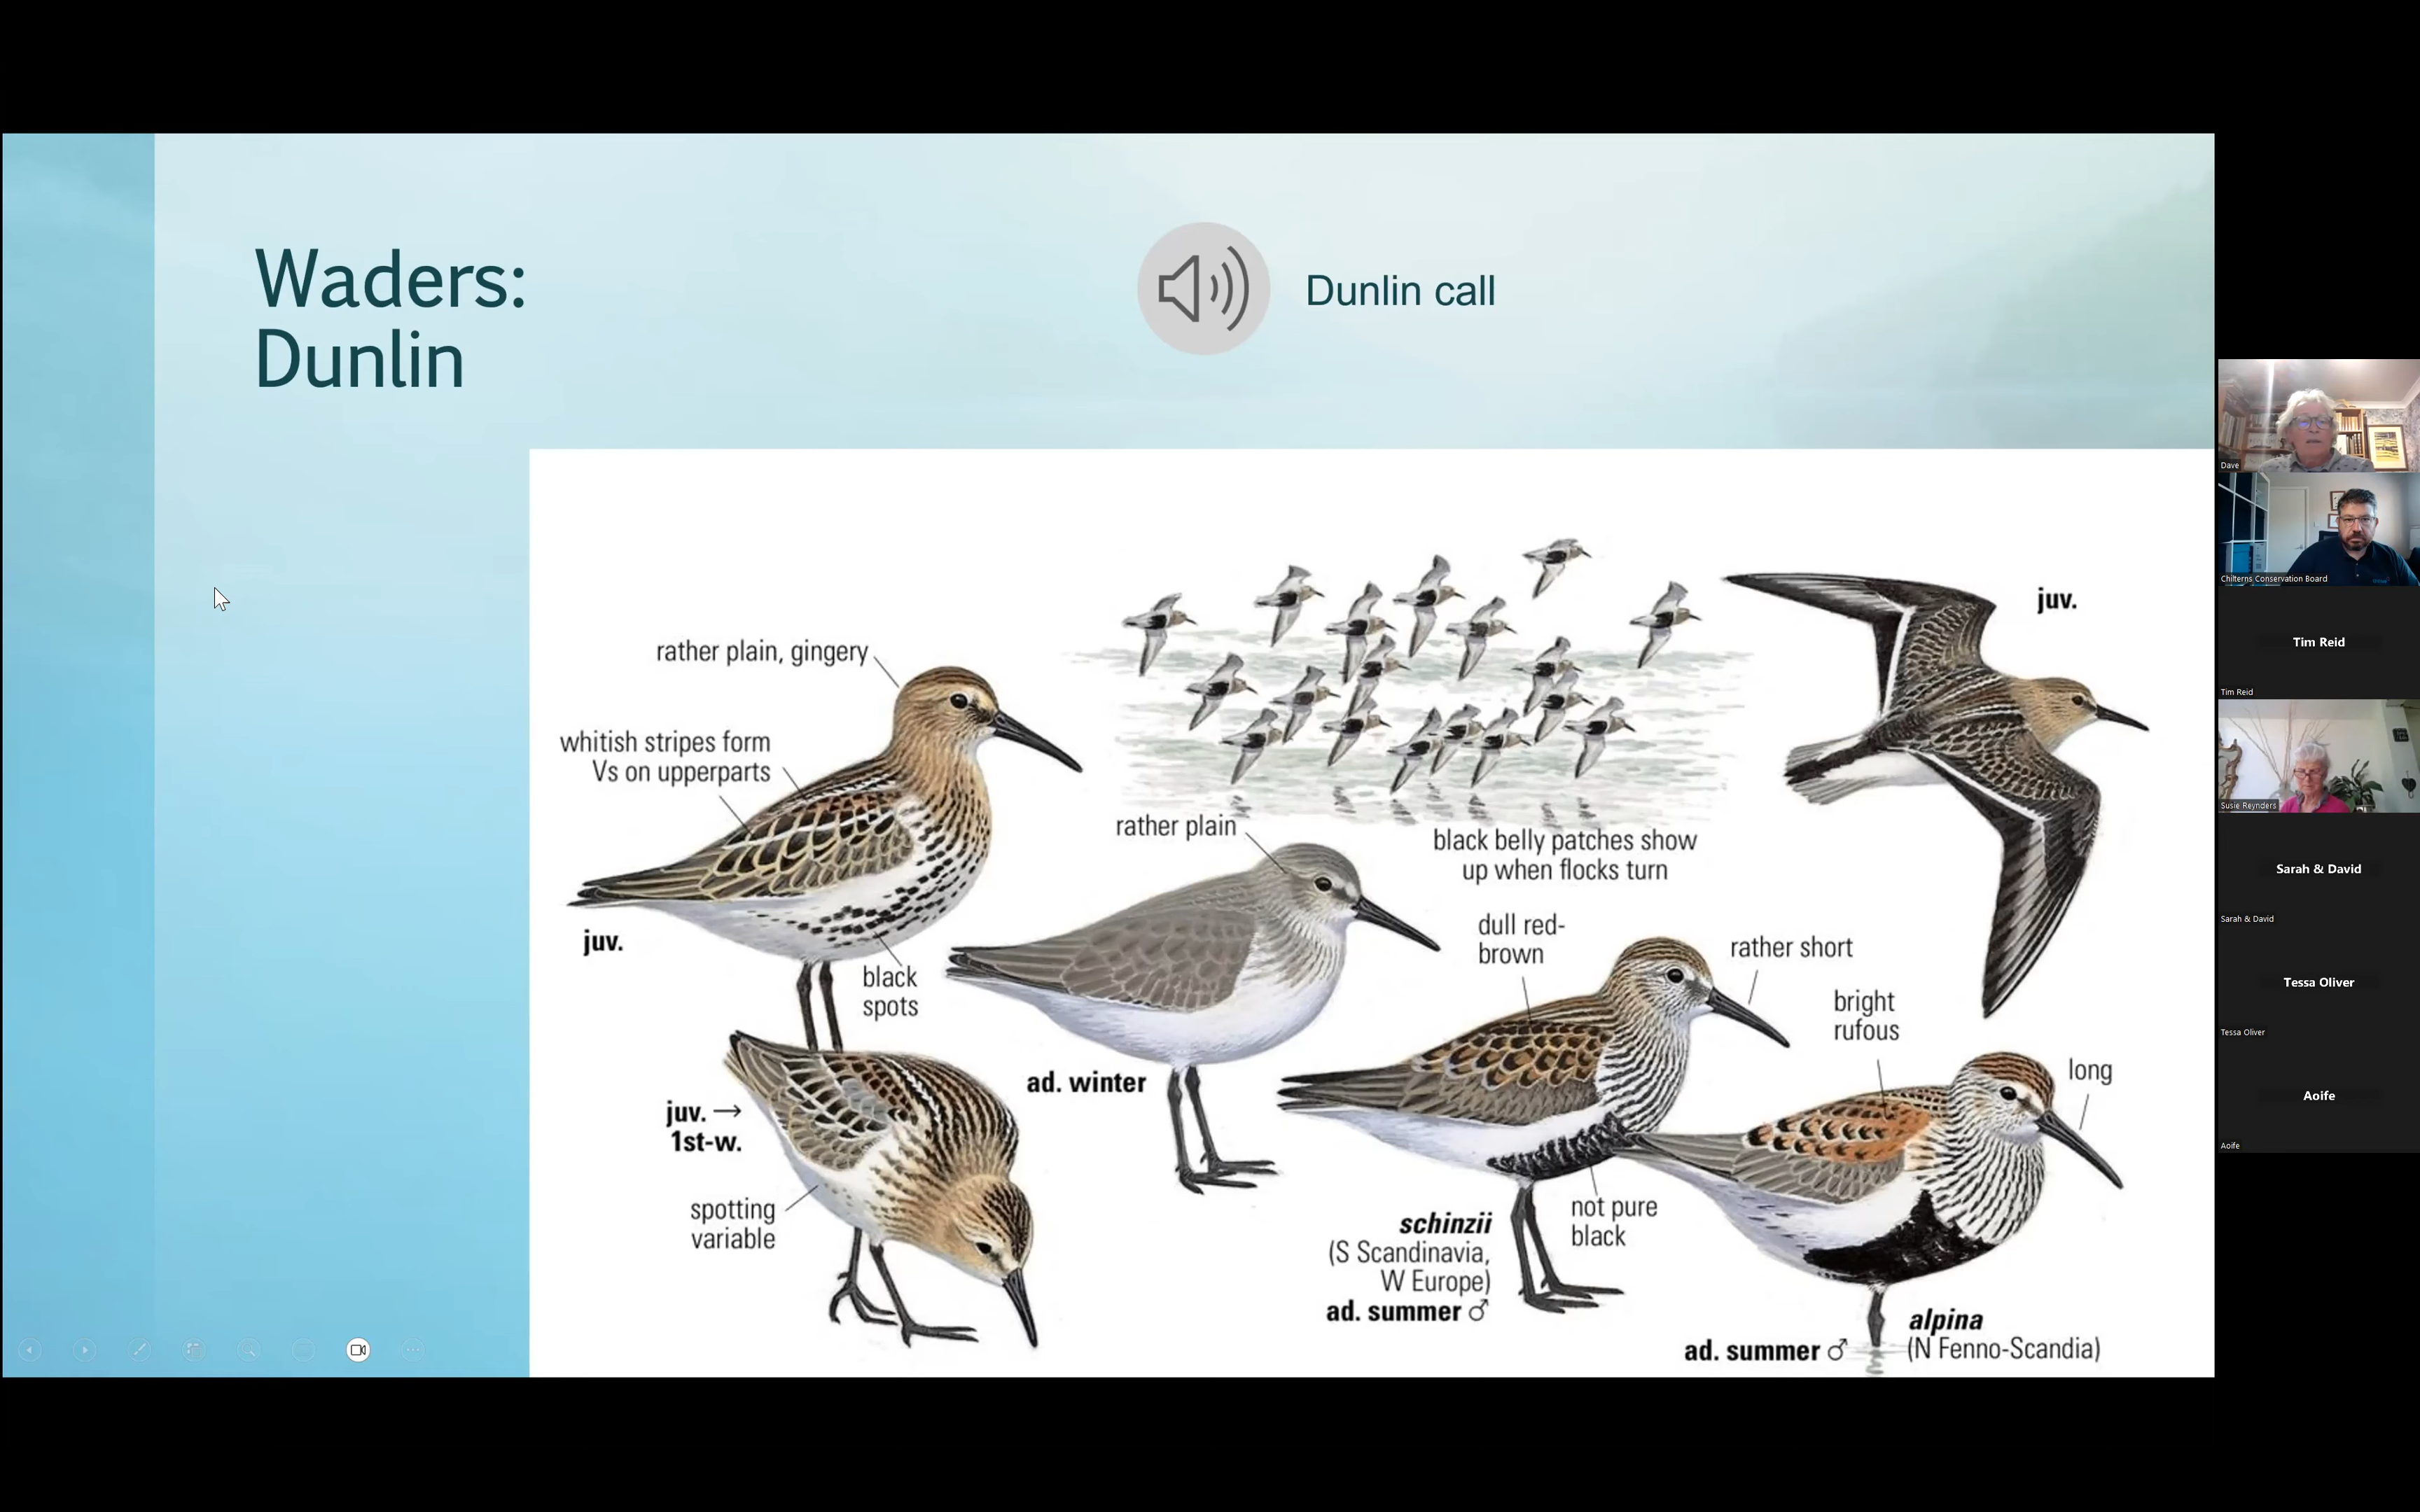 Waders:
Dunlin
Dunlin call
juv.
rather plain, gingery
whitish stripes form
Vs on upperparts
rather plain
black belly patches show
up when flocks turn
dull red-
brown
rather short
juv.
black
spots
bright
rufous
long
ad. winter
juv. →
1st-w.
spotting
variable
not pure
black
schinzii
(S Scandinavia,
W Europe)
ad. summer ♂
alpina
(N Fenno-Scandia)
ad. summer ♂
Dave
Chilterns Conservation Board
Tim Reid
Tim Reid
Susie Reynders
Sarah & David
Sarah & David
Tessa Oliver
Tessa Oliver
Aoife
Aoife